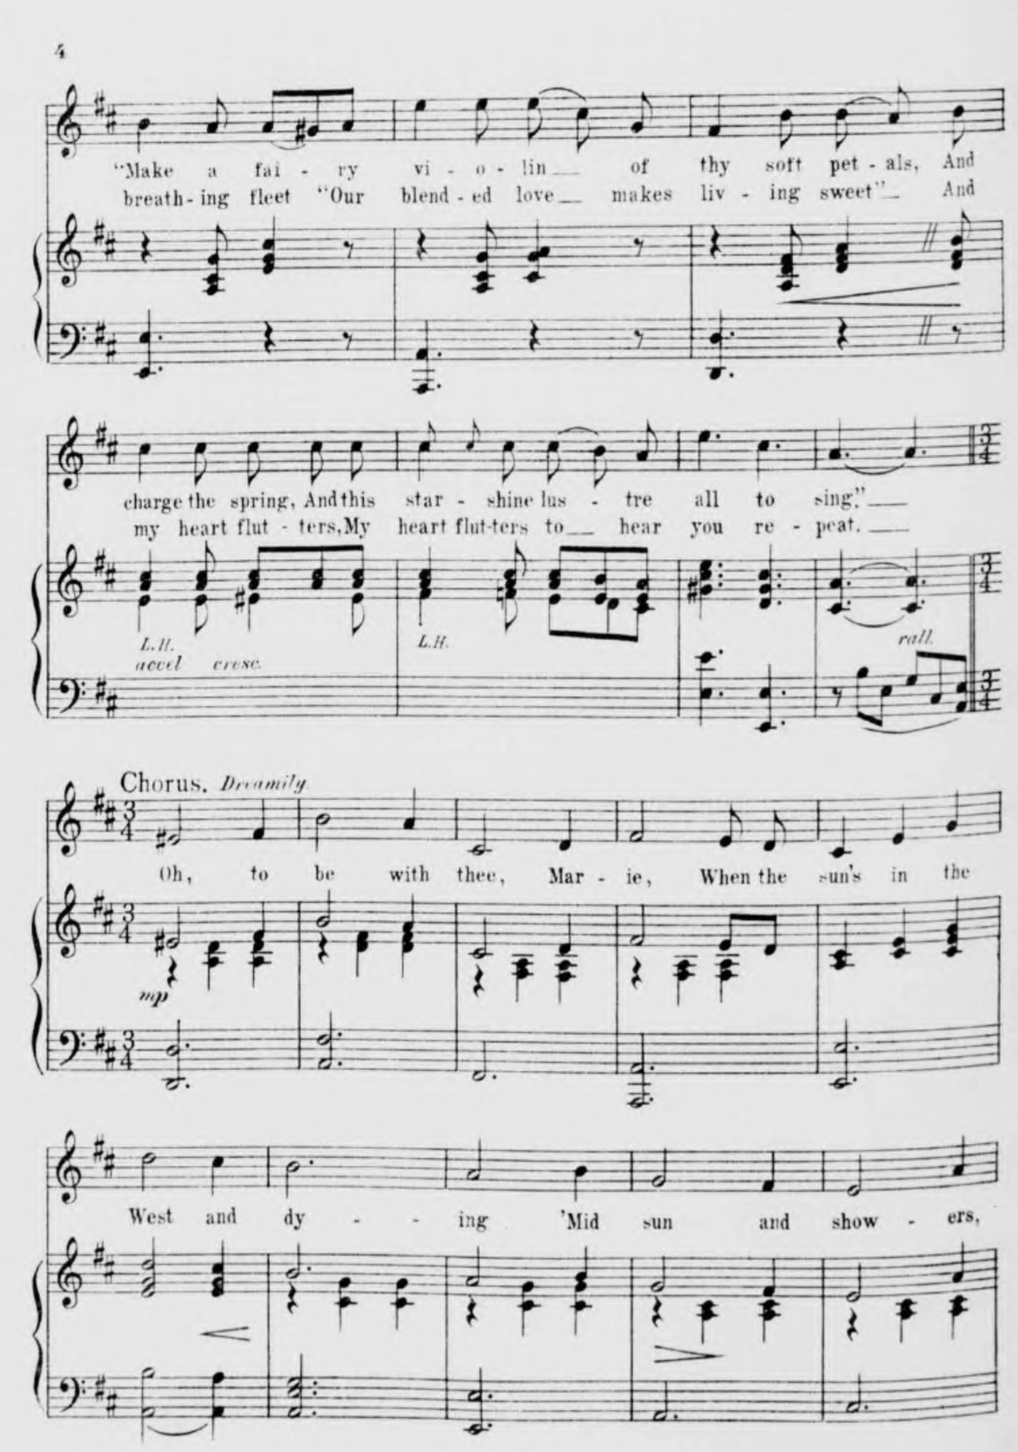 4
"Make a fai - ry vi - o - lin of thy soft pet - als, And
breath - ing fleet "Our blend - ed love makes liv - ing sweet" And
charge the spring, And this star - shine lus - tre all to sing."
my heart flut - ters, My heart flut - ters to hear you re - peat.
L.H. L.H. rall.
accel cresc.
3
4
Chorus. Dreamily.
3
4
Oh, to be with thee, Mar - ie, When the sun's in the
mp
West and dy - - ing 'Mid sun and show - ers,